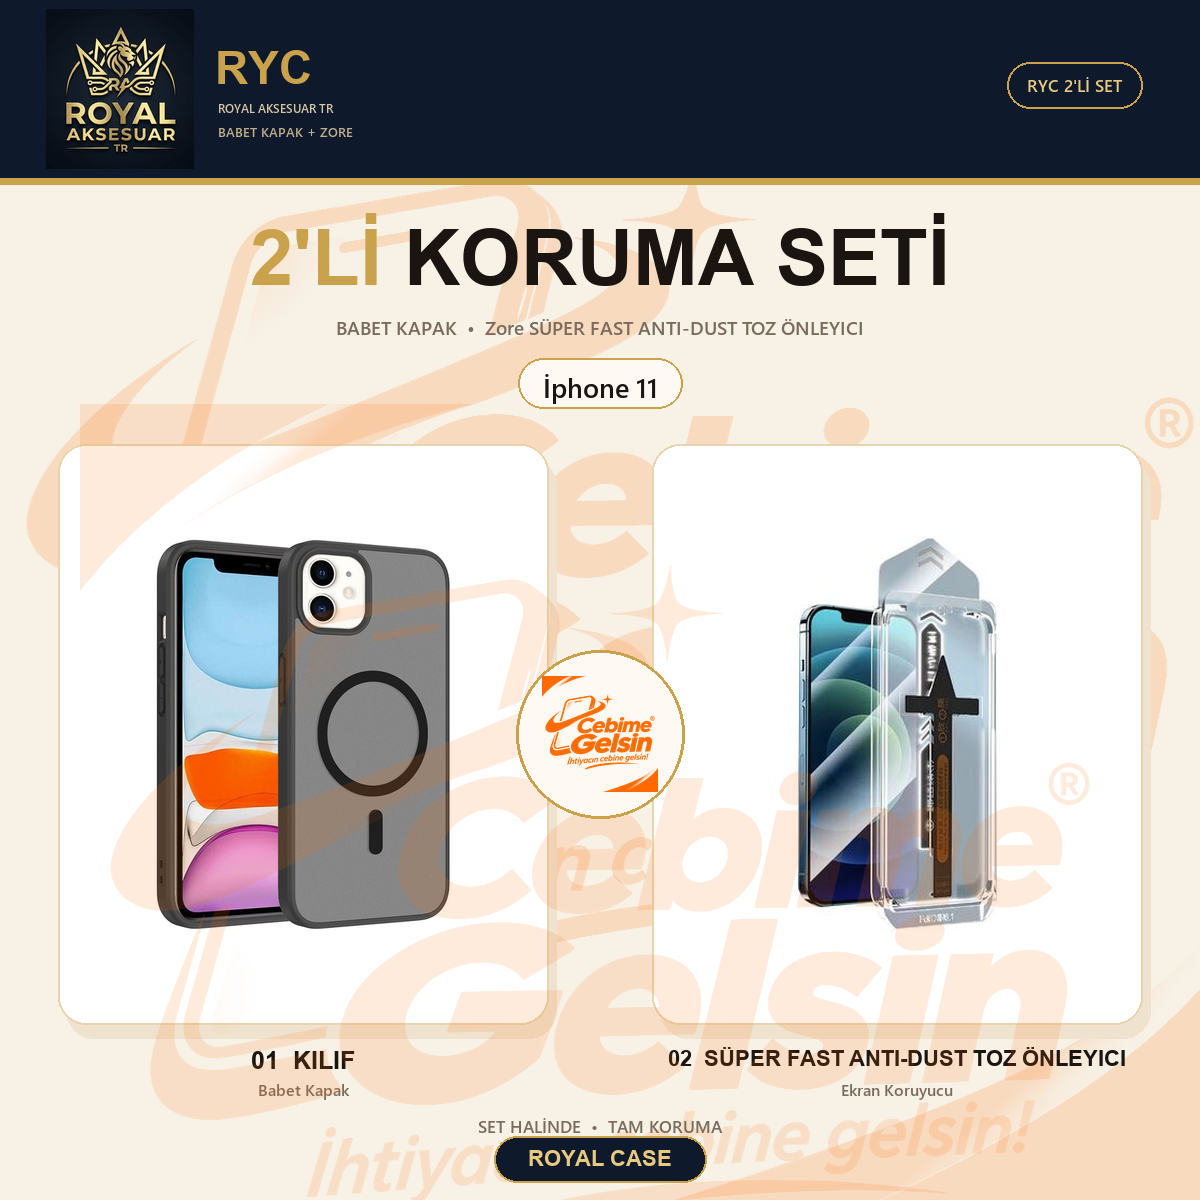 ROYAL
AKSESUAR
TR
RYC
ROYAL AKSESUAR TR
BABET KAPAK + ZORE
RYC 2'Lİ SET
2'Lİ KORUMA SETİ
BABET KAPAK • Zore SÜPER FAST ANTI-DUST TOZ ÖNLEYICI
İphone 11
Cebime
Gelsin
İhtiyacın cebine gelsin!
Cebime ®
Gelsin
01 KILIF
Babet Kapak
02 SÜPER FAST ANTI-DUST TOZ ÖNLEYICI
Ekran Koruyucu
SET HALİNDE • TAM KORUMA
ROYAL CASE